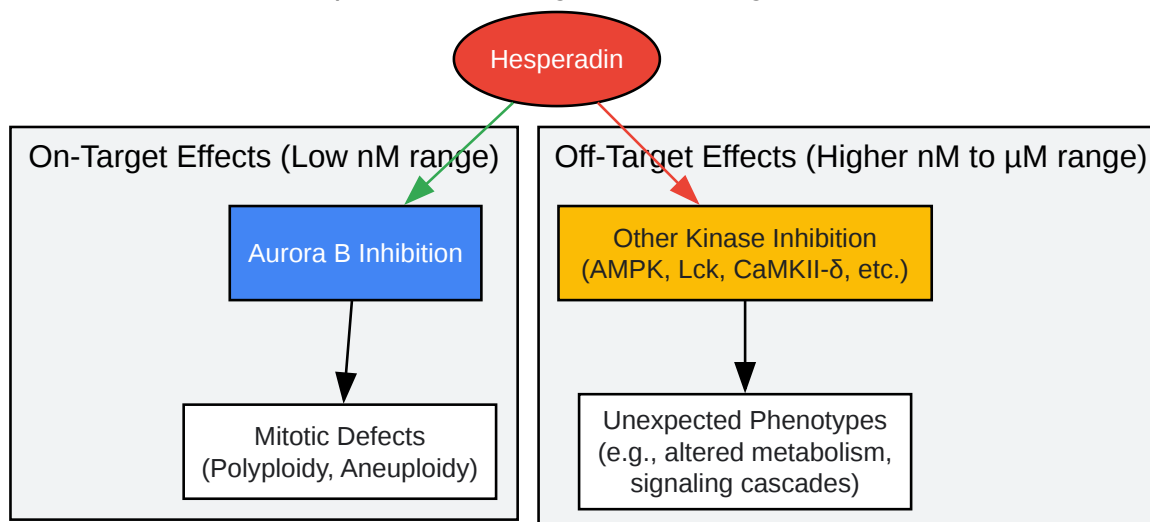 Hesperadin
On-Target Effects (Low nM range)
Aurora B Inhibition
Mitotic Defects
(Polyploidy, Aneuploidy)
Off-Target Effects (Higher nM to µM range)
Other Kinase Inhibition
(AMPK, Lck, CaMKII-δ, etc.)
Unexpected Phenotypes
(e.g., altered metabolism,
signaling cascades)